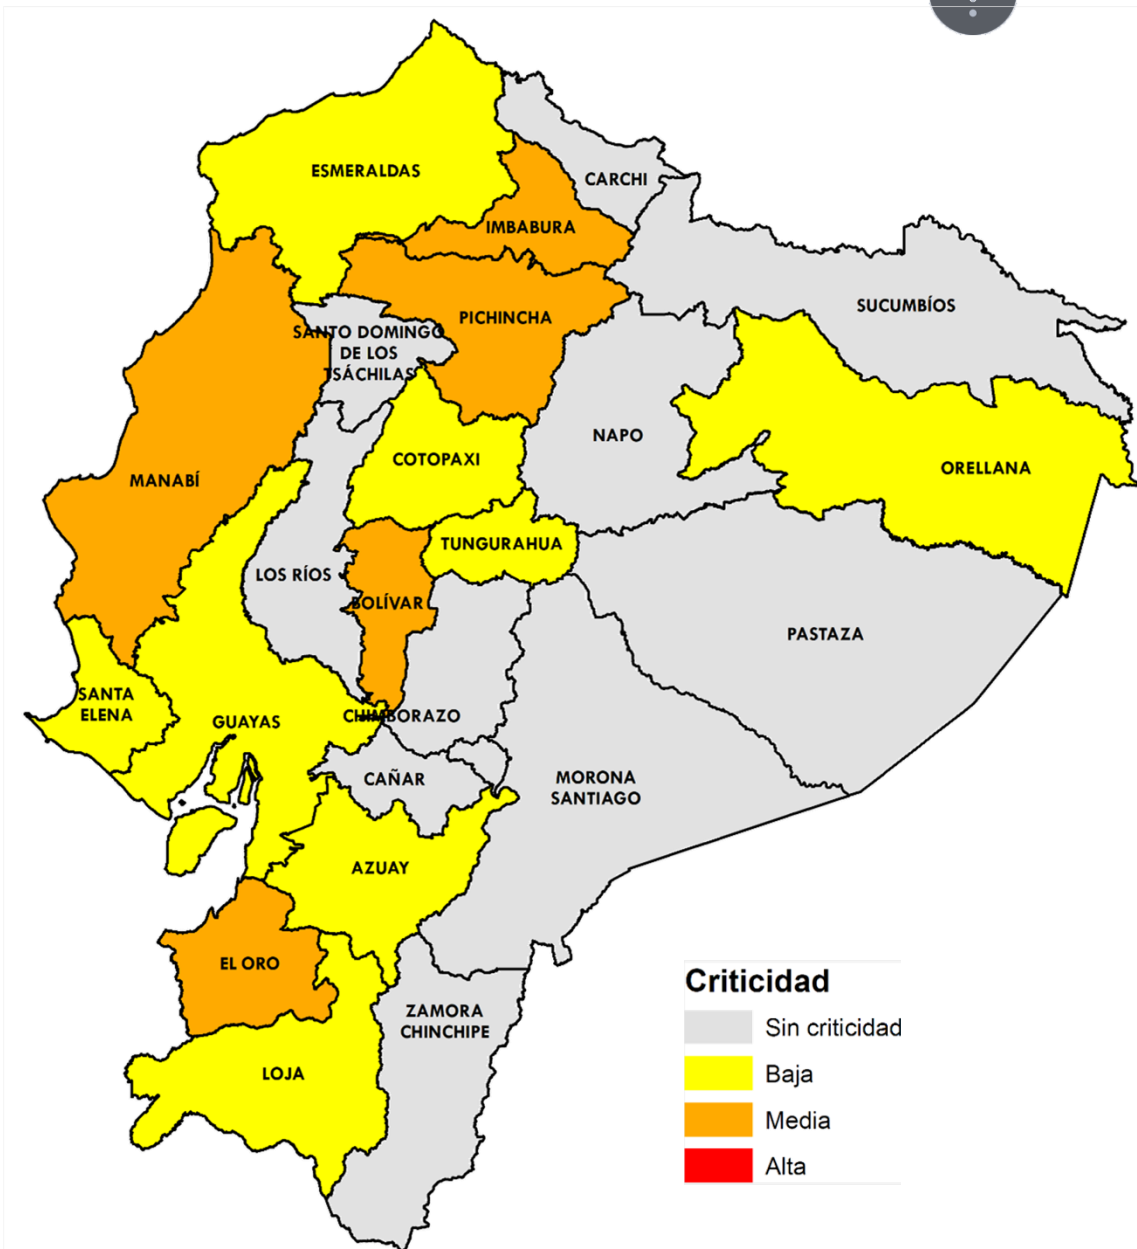 ESMERALDAS
CARCHI
IMBABURA
SUCUMBÍOS
PICHINCHA
SANTO DOMINGO
DE LOS
TSÁCHILAS
NAPO
COTOPAXI
ORELLANA
MANABÍ
TUNGURAHUA
LOS RÍOS
BOLÍVAR
PASTAZA
SANTA
ELENA
GUAYAS
CHIMBORAZO
CAÑAR
MORONA
SANTIAGO
AZUAY
EL ORO
ZAMORA
CHINCHIPE
LOJA
Criticidad
Sin criticidad
Baja
Media
Alta